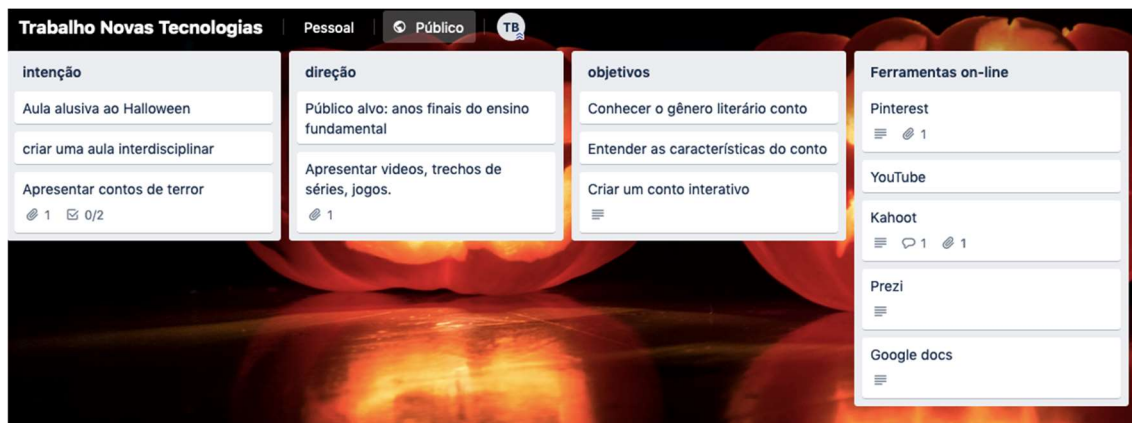 Trabalho Novas Tecnologias
Pessoal
Público
TB
intenção
Aula alusiva ao Halloween
criar uma aula interdisciplinar
Apresentar contos de terror
1 0/2
direção
Público alvo: anos finais do ensino
fundamental
Apresentar videos, trechos de
séries, jogos.
1
objetivos
Conhecer o gênero literário conto
Entender as características do conto
Criar um conto interativo
Ferramentas on-line
Pinterest
1
YouTube
Kahoot
1 1
Prezi
Google docs